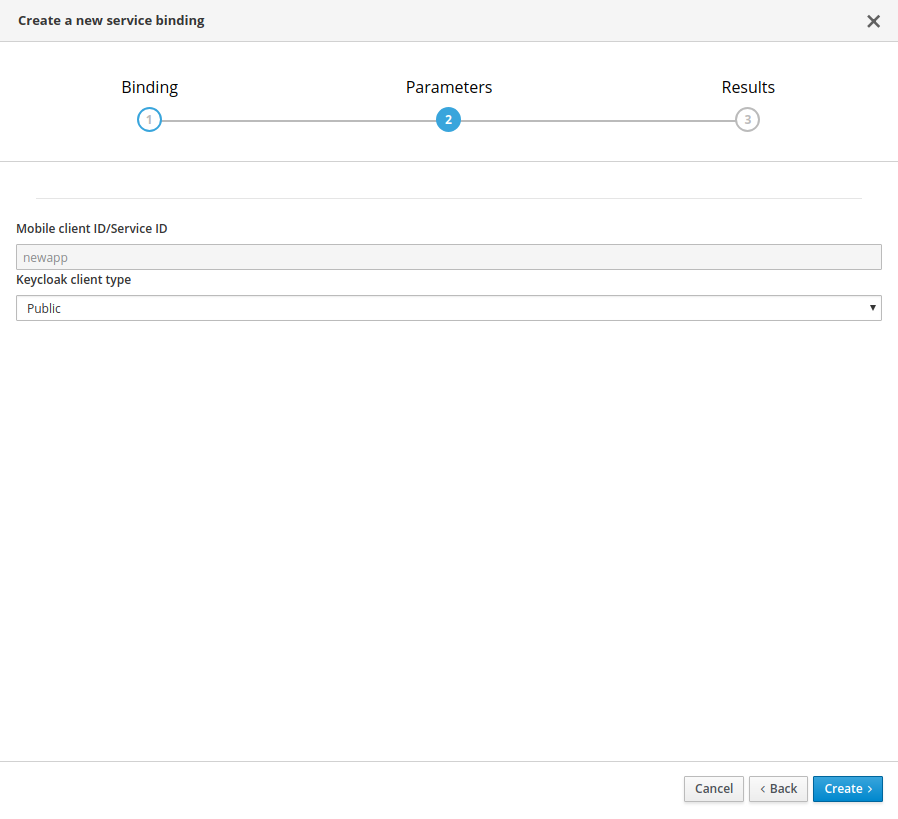 Create a new service binding
Binding Parameters Results
1 2 3
Mobile client ID/Service ID
newapp
Keycloak client type
Public
Cancel ‹ Back Create ›